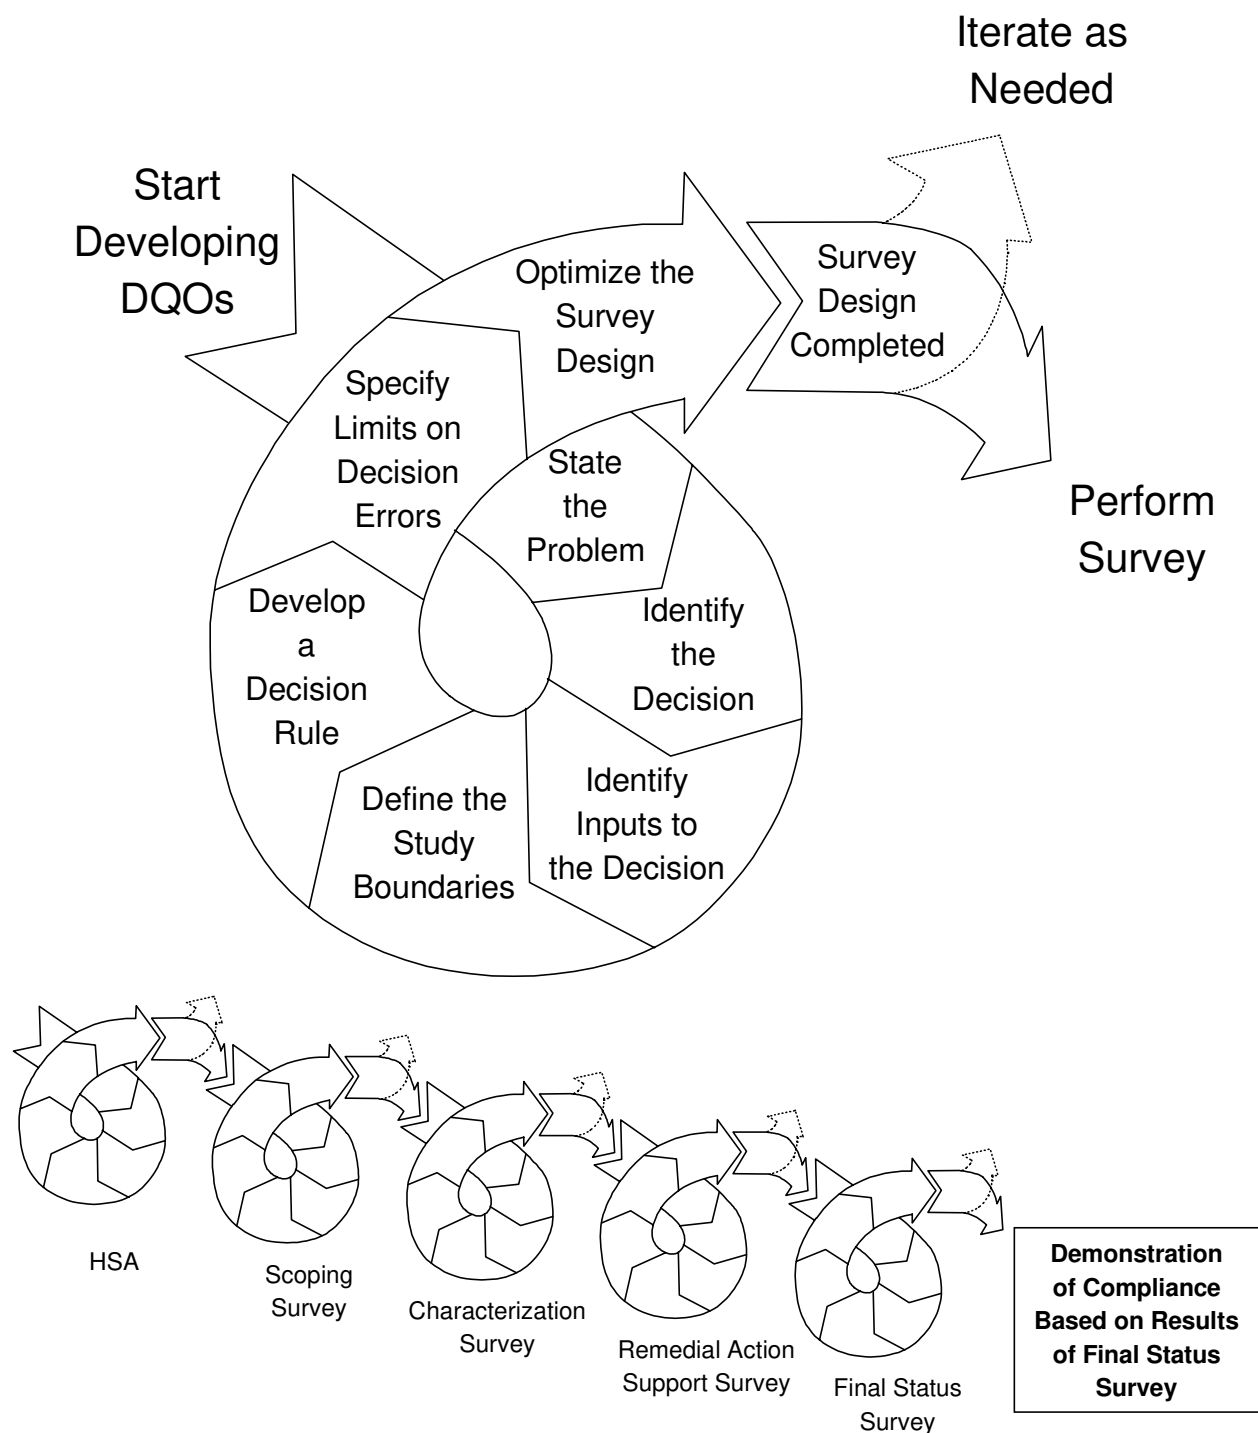 Iterate as
Needed
Start
Developing
DQOs
Optimize the
Survey
Design
Survey
Design
Completed
Specify
Limits on
Decision
Errors
State
the
Problem
Perform
Survey
Develop
a
Decision
Rule
Identify
the
Decision
Define the
Study
Boundaries
Identify
Inputs to
the Decision
HSA
Scoping
Survey
Characterization
Survey
Remedial Action
Support Survey
Final Status
Survey
Demonstration
of Compliance
Based on Results
of Final Status
Survey